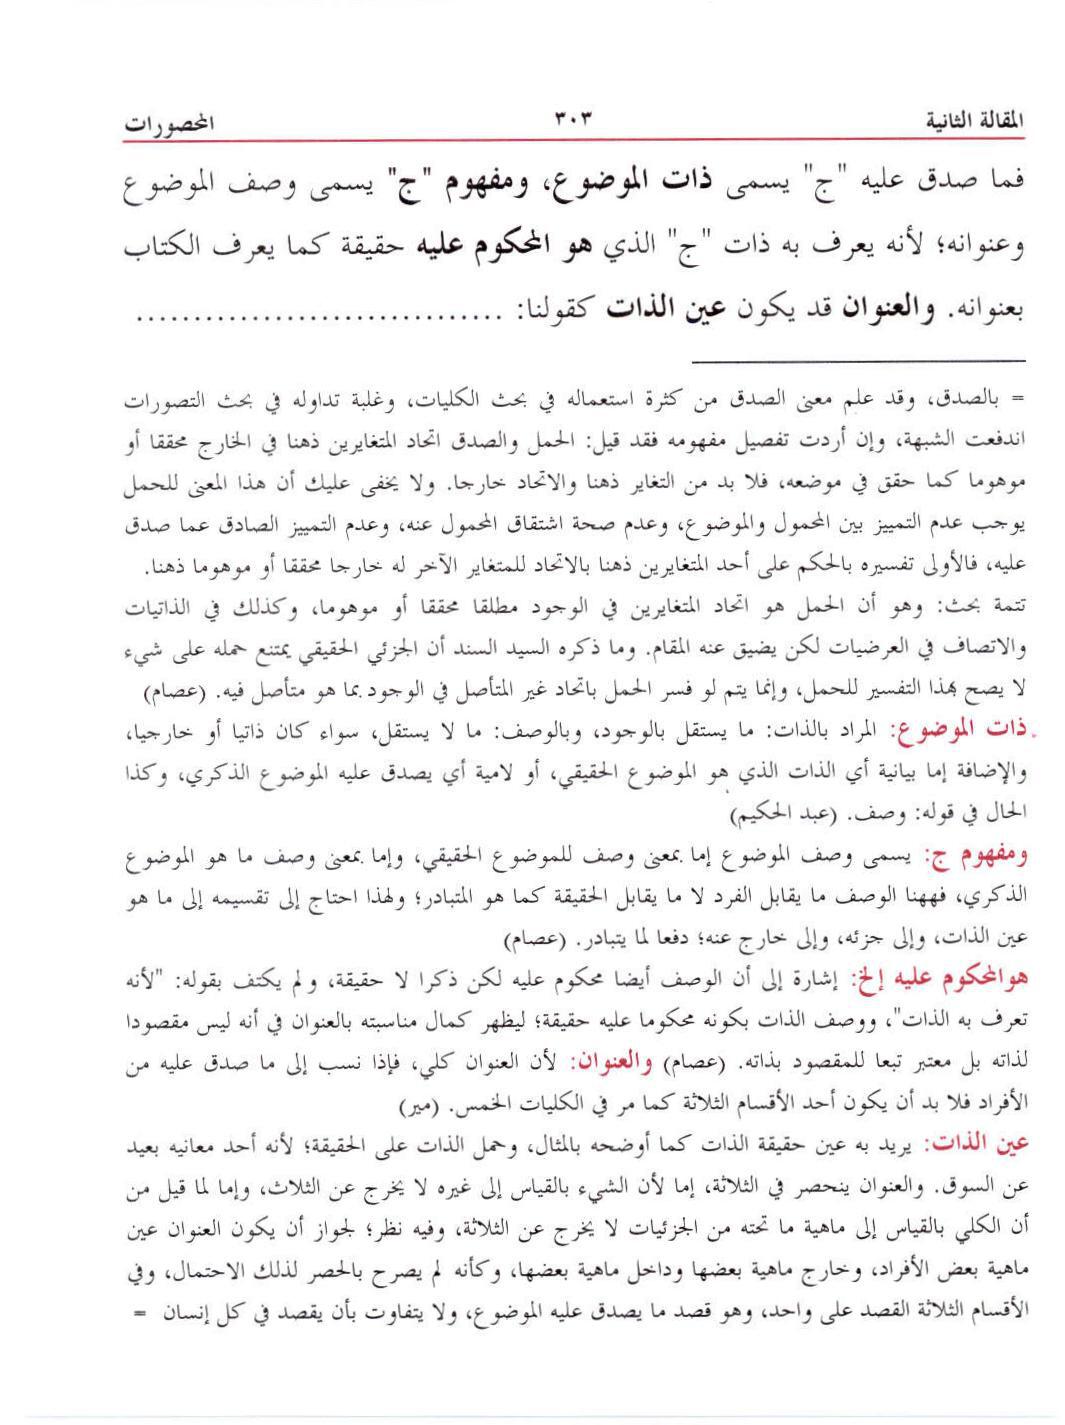 المقالة الثانية ٣٠٣ المحصورات
فما صدق عليه "ج" يسمى ذات الموضوع، ومفهوم "ج" يسمى وصف الموضوع
وعنوانه؛ لأنه يعرف به ذات "ج" الذي هو المحكوم عليه حقيقة كما يعرف الكتاب
بعنوانه. والعنوان قد يكون عين الذات كقولنا: ...............................
= بالصدق، وقد علم معنى الصدق من كثرة استعماله في بحث الكليات، وغلبة تداوله في بحث التصورات
اندفعت الشبهة، وإن أردت تفصيل مفهومه فقد قيل: الحمل والصدق اتحاد المتغايرين ذهنا في الخارج محققا أو
موهوما كما حقق في موضعه، فلا بد من التغاير ذهنا والاتحاد خارجا. ولا يخفى عليك أن هذا المعنى للحمل
يوجب عدم التمييز بين المحمول والموضوع، وعدم صحة اشتقاق المحمول عنه، وعدم التمييز الصادق عما صدق
عليه، فالأولى تفسيره بالحكم على أحد المتغايرين ذهنا بالاتحاد للمتغاير الآخر له خارجا محققا أو موهوما ذهنا.
تتمة بحث: وهو أن الحمل هو اتحاد المتغايرين في الوجود مطلقا محققا أو موهوما، وكذلك في الذاتيات
والاتصاف في العرضيات لكن يضيق عنه المقام. وما ذكره السيد السند أن الجزئي الحقيقي يمتنع حمله على شيء
لا يصح بهذا التفسير للحمل، وإنما يتم لو فسر الحمل باتحاد غير المتأصل في الوجود بما هو متأصل فيه. (عصام)
ذات الموضوع: المراد بالذات: ما يستقل بالوجود، وبالوصف: ما لا يستقل، سواء كان ذاتيا أو خارجيا،
والإضافة إما بيانية أي الذات الذي هو الموضوع الحقيقي، أو لامية أي يصدق عليه الموضوع الذكري، وكذا
الحال في قوله: وصف. (عبد الحكيم)
ومفهوم ج: يسمى وصف الموضوع إما بمعنى وصف للموضوع الحقيقي، وإما بمعنى وصف ما هو الموضوع
الذكري، فههنا الوصف ما يقابل الفرد لا ما يقابل الحقيقة كما هو المتبادر؛ ولهذا احتاج إلى تقسيمه إلى ما هو
عين الذات، وإلى جزئه، وإلى خارج عنه؛ دفعا لما يتبادر. (عصام)
هو المحكوم عليه إلخ: إشارة إلى أن الوصف أيضا محكوم عليه لكن ذكرا لا حقيقة، ولم يكتف بقوله: "لأنه
تعرف به الذات"، ووصف الذات بكونه محكوما عليه حقيقة؛ ليظهر كمال مناسبته بالعنوان في أنه ليس مقصودا
لذاته بل معتبر تبعا للمقصود بذاته. (عصام) والعنوان: لأن العنوان كلي، فإذا نسب إلى ما صدق عليه من
الأفراد فلا بد أن يكون أحد الأقسام الثلاثة كما مر في الكليات الخمس. (مير)
عين الذات: يريد به عين حقيقة الذات كما أوضحه بالمثال، وحمل الذات على الحقيقة؛ لأنه أحد معانيه بعيد
عن السوق. والعنوان ينحصر في الثلاثة، إما لأن الشيء بالقياس إلى غيره لا يخرج عن الثلاث، وإما لما قيل من
أن الكلي بالقياس إلى ماهية ما تحته من الجزئيات لا يخرج عن الثلاثة، وفيه نظر؛ لجواز أن يكون العنوان عين
ماهية بعض الأفراد، وخارج ماهية بعضها وداخل ماهية بعضها، وكأنه لم يصرح بالحصر لذلك الاحتمال، وفي
الأقسام الثلاثة القصد على واحد، وهو قصد ما يصدق عليه الموضوع، ولا يتفاوت بأن يقصد في كل إنسان =